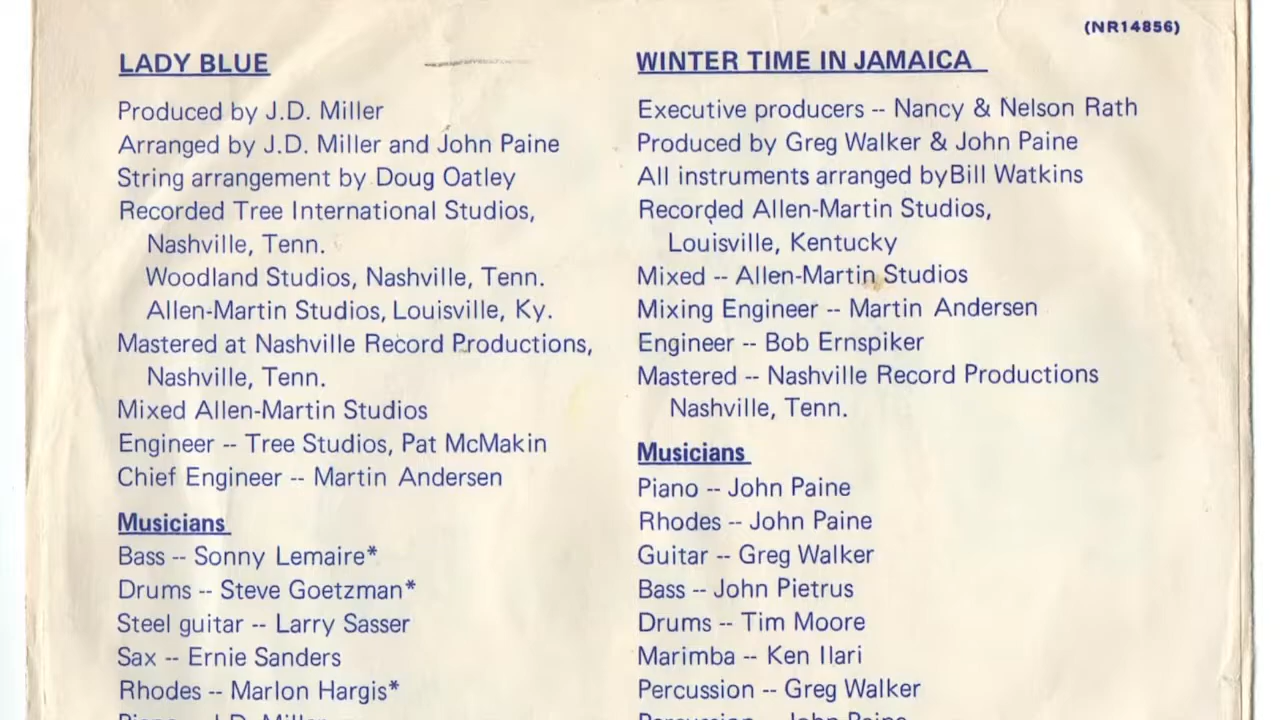 (NR14856)
LADY BLUE
Produced by J.D. Miller
Arranged by J.D. Miller and John Paine
String arrangement by Doug Oatley
Recorded Tree International Studios,
Nashville, Tenn.
Woodland Studios, Nashville, Tenn.
Allen-Martin Studios, Louisville, Ky.
Mastered at Nashville Record Productions,
Nashville, Tenn.
Mixed Allen-Martin Studios
Engineer -- Tree Studios, Pat McMakin
Chief Engineer -- Martin Andersen
Musicians
Bass -- Sonny Lemaire*
Drums -- Steve Goetzman*
Steel guitar -- Larry Sasser
Sax -- Ernie Sanders
Rhodes -- Marlon Hargis*
Piano -- J.D. Miller
WINTER TIME IN JAMAICA
Executive producers -- Nancy & Nelson Rath
Produced by Greg Walker & John Paine
All instruments arranged by Bill Watkins
Recorded Allen-Martin Studios,
Louisville, Kentucky
Mixed -- Allen-Martin Studios
Mixing Engineer -- Martin Andersen
Engineer -- Bob Ernspiker
Mastered -- Nashville Record Productions
Nashville, Tenn.
Musicians
Piano -- John Paine
Rhodes -- John Paine
Guitar -- Greg Walker
Bass -- John Pietrus
Drums -- Tim Moore
Marimba -- Ken Ilari
Percussion -- Greg Walker
Percussion -- John Paine